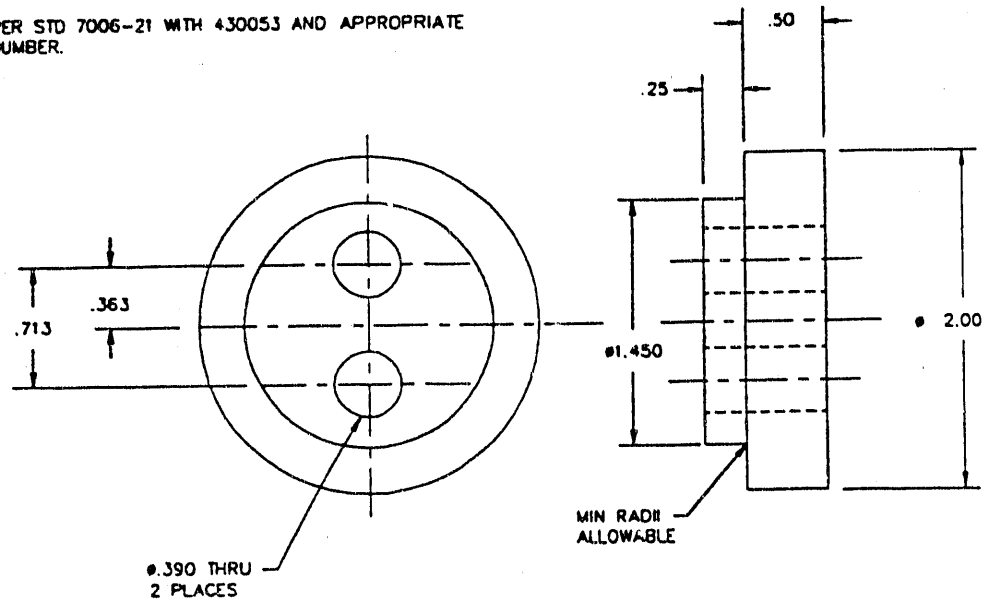 PER STD 7006-21 WITH 430053 AND APPROPRIATE
NUMBER.
.50
.25
.363
.713
ø1.450
ø 2.00
MIN RADII
ALLOWABLE
ø.390 THRU
2 PLACES